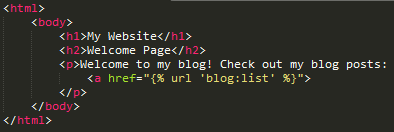 <html>
<body>
<h1>My Website</h1>
<h2>Welcome Page</h2>
<p>Welcome to my blog! Check out my blog posts:
<a href="{% url 'blog:list' %}">
</p>
</body>
</html>